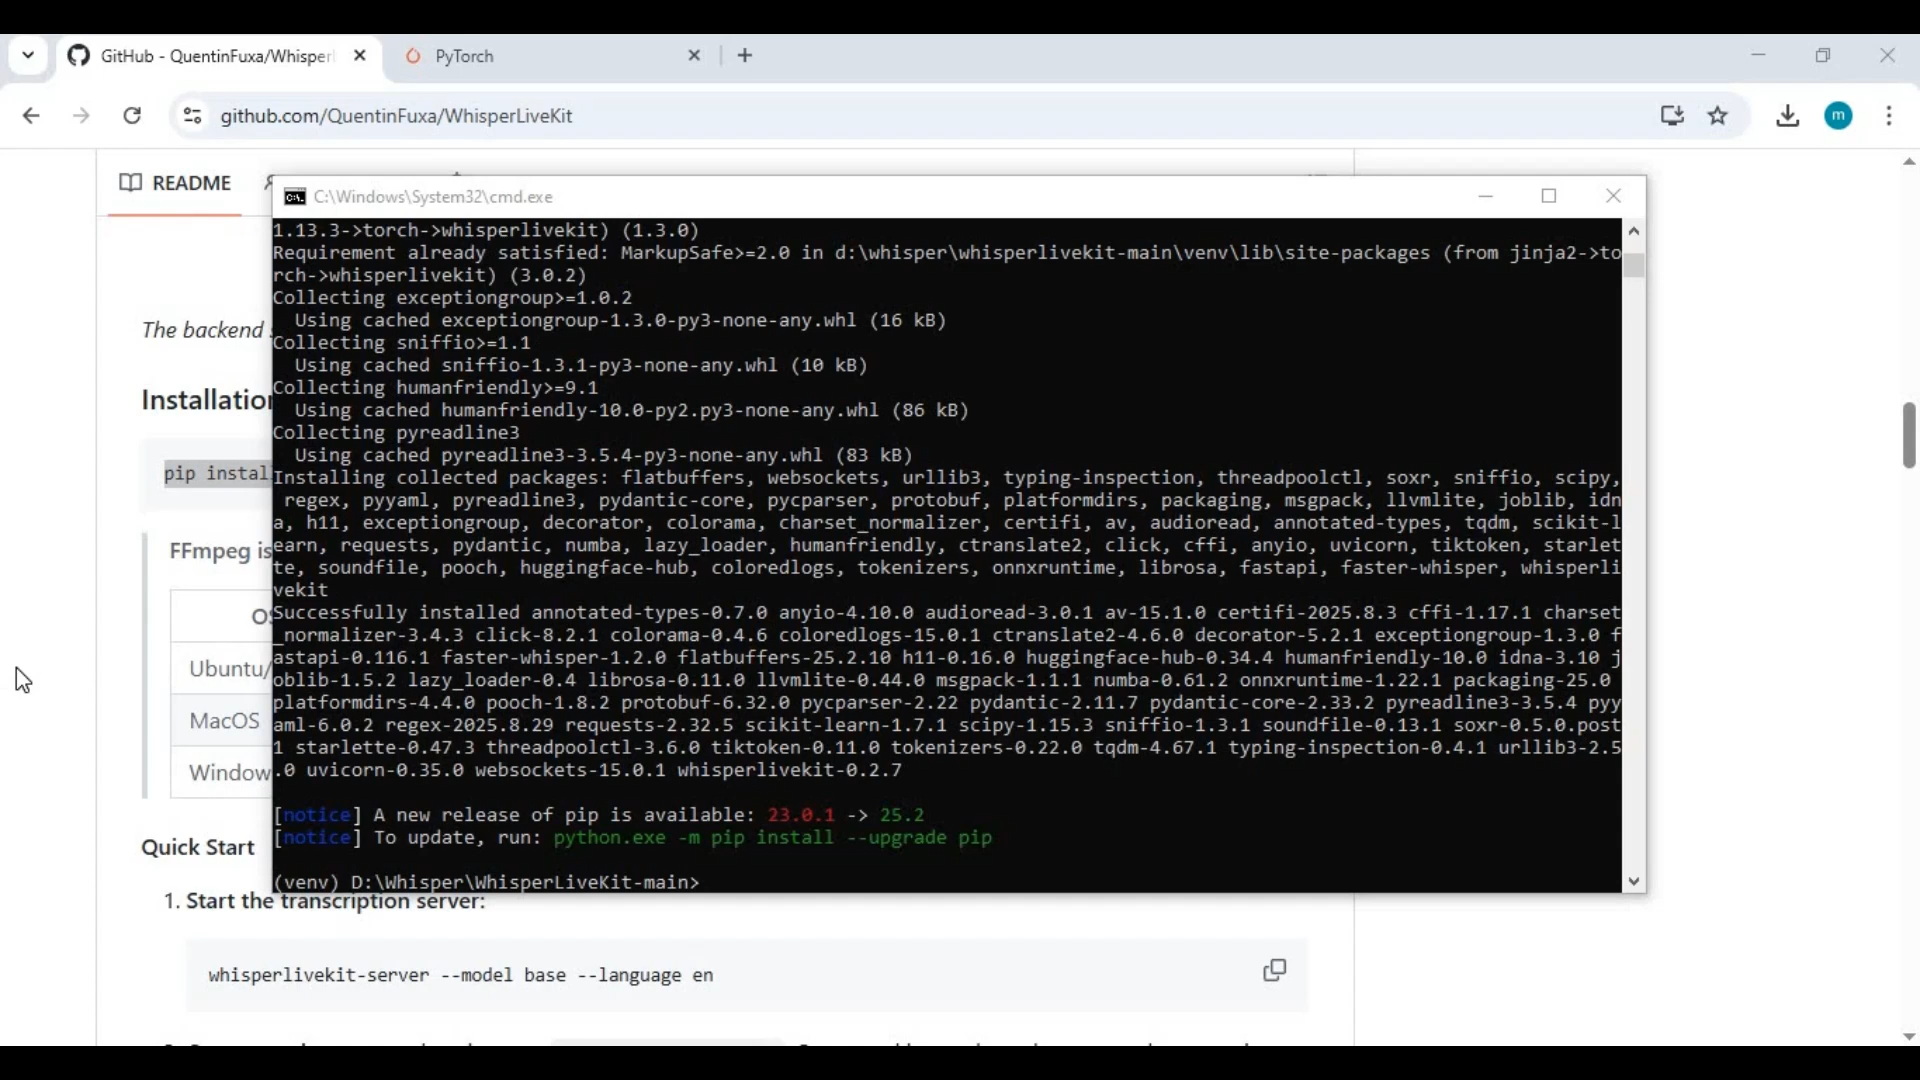 GitHub - QuentinFuxa/Whisper
PyTorch
github.com/QuentinFuxa/WhisperLiveKit
m
README
C:\Windows\System32\cmd.exe
1.13.3->torch->whisperlivekit) (1.3.0)
Requirement already satisfied: MarkupSafe>=2.0 in d:\whisper\whisperlivekit-main\venv\lib\site-packages (from jinja2->to
rch->whisperlivekit) (3.0.2)
Collecting exceptiongroup>=1.0.2
Using cached exceptiongroup-1.3.0-py3-none-any.whl (16 kB)
Collecting sniffio>=1.1
Using cached sniffio-1.3.1-py3-none-any.whl (10 kB)
Collecting humanfriendly>=9.1
Using cached humanfriendly-10.0-py2.py3-none-any.whl (86 kB)
Collecting pyreadline3
Using cached pyreadline3-3.5.4-py3-none-any.whl (83 kB)
Installing collected packages: flatbuffers, websockets, urllib3, typing-inspection, threadpoolctl, soxr, sniffio, scipy,
regex, pyyaml, pyreadline3, pydantic-core, pycparser, protobuf, platformdirs, packaging, msgpack, llvmlite, joblib, idn
a, h11, exceptiongroup, decorator, colorama, charset_normalizer, certifi, av, audioread, annotated-types, tqdm, scikit-l
earn, requests, pydantic, numba, lazy_loader, humanfriendly, ctranslate2, click, cffi, anyio, uvicorn, tiktoken, starlet
te, soundfile, pooch, huggingface-hub, coloredlogs, tokenizers, onnxruntime, librosa, fastapi, faster-whisper, whisperli
vekit
Successfully installed annotated-types-0.7.0 anyio-4.10.0 audioread-3.0.1 av-15.1.0 certifi-2025.8.3 cffi-1.17.1 charset
_normalizer-3.4.3 click-8.2.1 colorama-0.4.6 coloredlogs-15.0.1 ctranslate2-4.6.0 decorator-5.2.1 exceptiongroup-1.3.0 f
astapi-0.116.1 faster-whisper-1.2.0 flatbuffers-25.2.10 h11-0.16.0 huggingface-hub-0.34.4 humanfriendly-10.0 idna-3.10 j
oblib-1.5.2 lazy_loader-0.4 librosa-0.11.0 llvmlite-0.44.0 msgpack-1.1.1 numba-0.61.2 onnxruntime-1.22.1 packaging-25.0
platformdirs-4.4.0 pooch-1.8.2 protobuf-6.32.0 pycparser-2.22 pydantic-2.11.7 pydantic-core-2.33.2 pyreadline3-3.5.4 pyy
aml-6.0.2 regex-2025.8.29 requests-2.32.5 scikit-learn-1.7.1 scipy-1.15.3 sniffio-1.3.1 soundfile-0.13.1 soxr-0.5.0.post
1 starlette-0.47.3 threadpoolctl-3.6.0 tiktoken-0.11.0 tokenizers-0.22.0 tqdm-4.67.1 typing-inspection-0.4.1 urllib3-2.5
.0 uvicorn-0.35.0 websockets-15.0.1 whisperlivekit-0.2.7
[notice] A new release of pip is available: 23.0.1 -> 25.2
[notice] To update, run: python.exe -m pip install --upgrade pip
(venv) D:\Whisper\WhisperLiveKit-main>
The backend
Installation
pip install
FFmpeg is
OS
Ubuntu/
MacOS
Window
Quick Start
1. Start the transcription server:
whisperlivekit-server --model base --language en